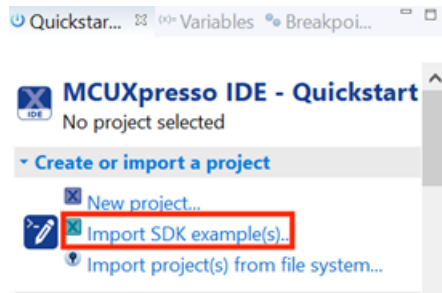 Quickstar... (x)= Variables Breakpoi...
MCUXpresso IDE - Quickstart
IDE
No project selected
Create or import a project
New project...
Import SDK example(s)..
Import project(s) from file system...